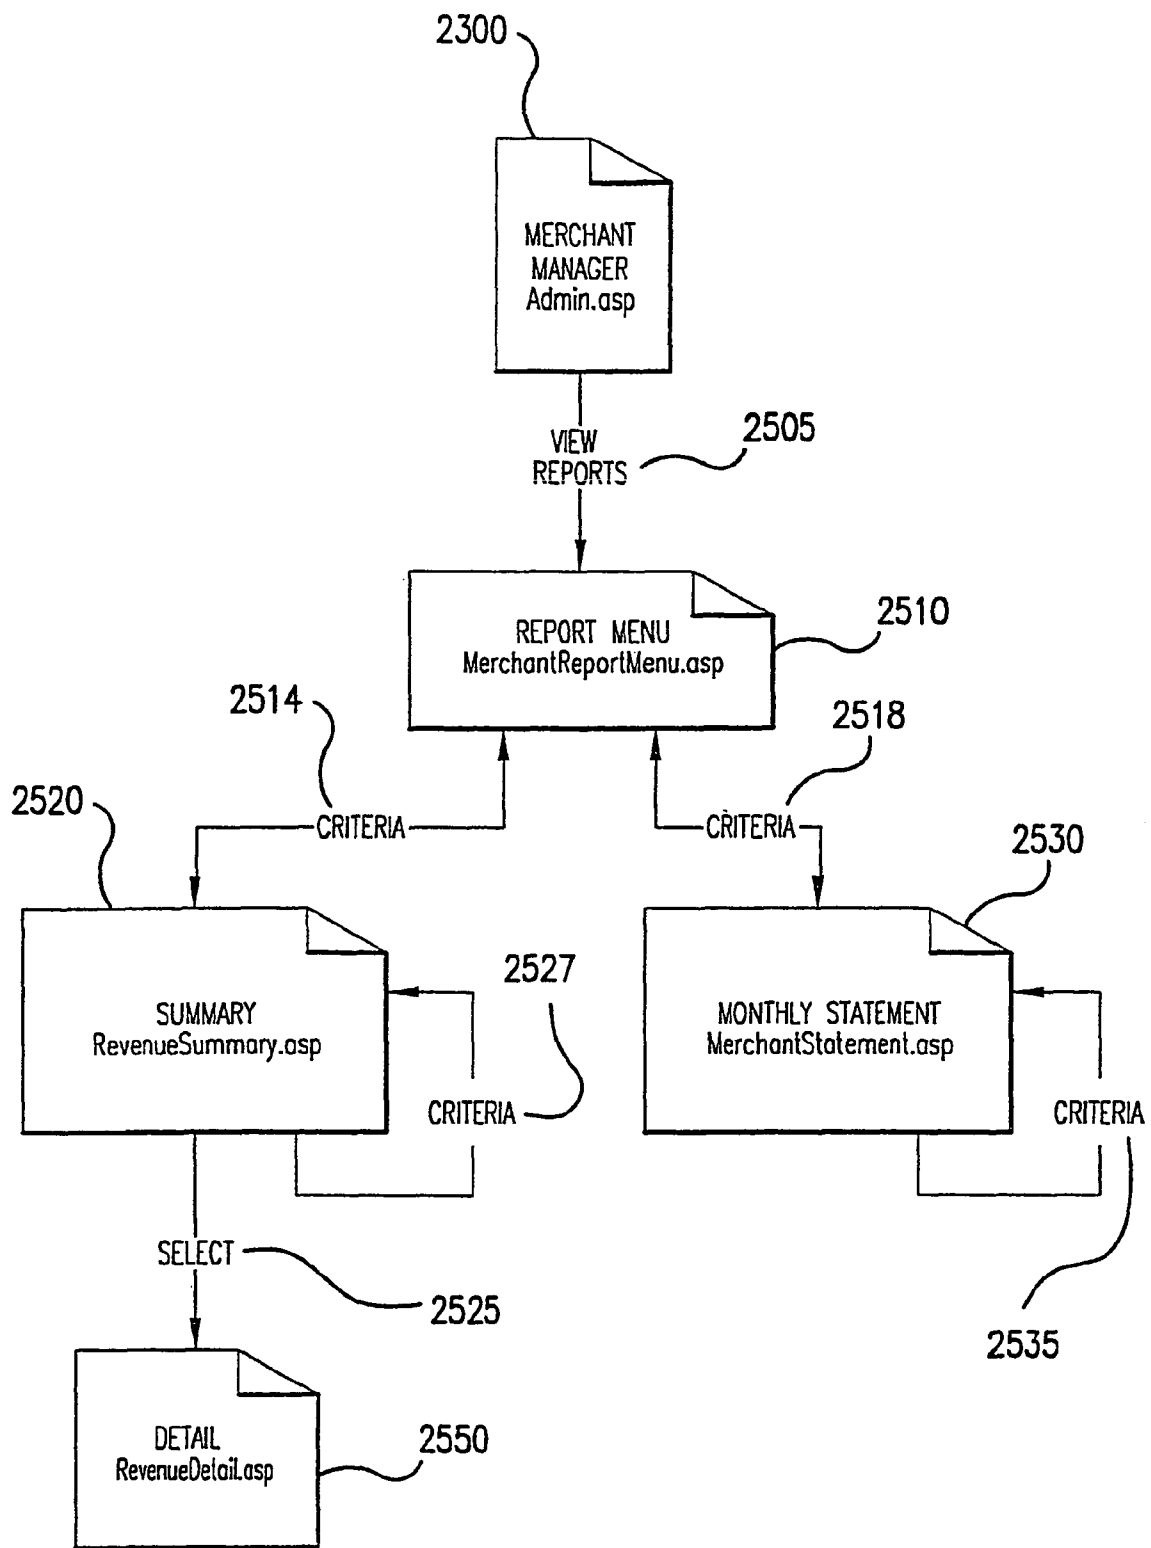 2300
MERCHANT
MANAGER
Admin.asp
VIEW
REPORTS
2505
REPORT MENU
MerchantReportMenu.asp
2510
2514
2518
2520
CRITERIA
CRITERIA
2530
2527
SUMMARY
RevenueSummary.asp
MONTHLY STATEMENT
MerchantStatement.asp
CRITERIA
CRITERIA
SELECT
2525
2535
DETAIL
RevenueDetail.asp
2550